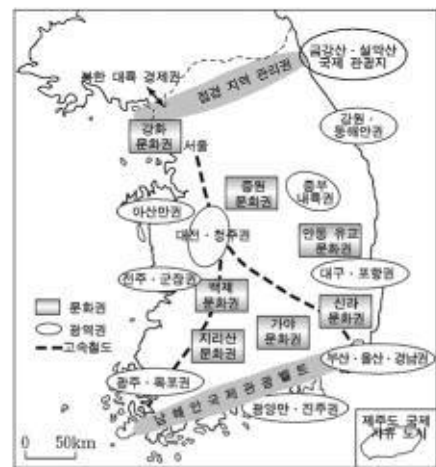 북한 대륙 경제권
접경 지역 관리권
금강산·설악산
국제 관광지
강원·
동해안권
강화
문화권
서울
중원
문화권
중부
내륙권
아산만권
대전·청주권
안동 유교
문화권
전주·군장권
대구·포항권
백제
문화권
신라
문화권
가야
문화권
지리산
문화권
부산·울산·경남권
광주·목포권
남해안국제관광벨트
광양만·진주권
제주도 국제
자유 도시
문화권
광역권
고속철도
0 50km